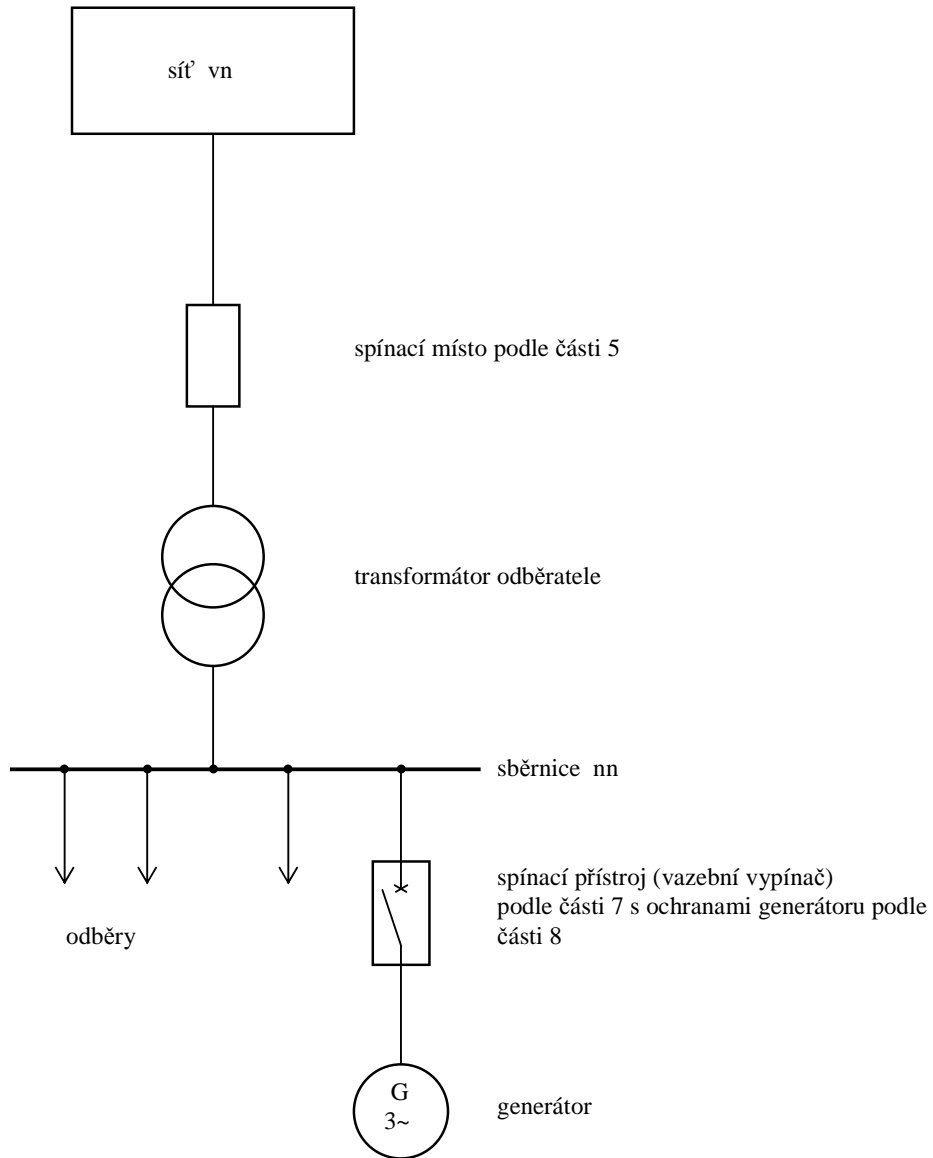 síť vn
spínací místo podle části 5
transformátor odběratele
sběrnice nn
spínací přístroj (vazební vypínač)
podle části 7 s ochranami generátoru podle
části 8
odběry
G
3~
generátor